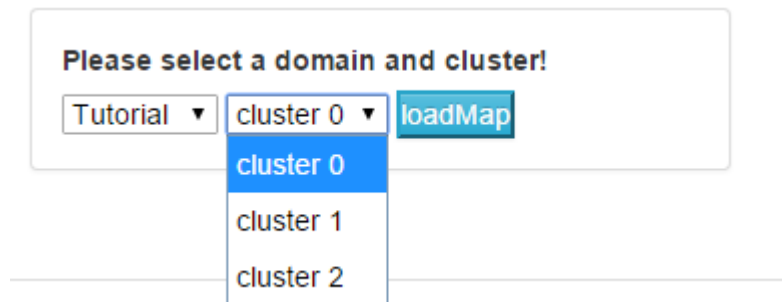 Please select a domain and cluster!
Tutorial ▼ cluster 0 ▼ loadMap
cluster 0
cluster 1
cluster 2